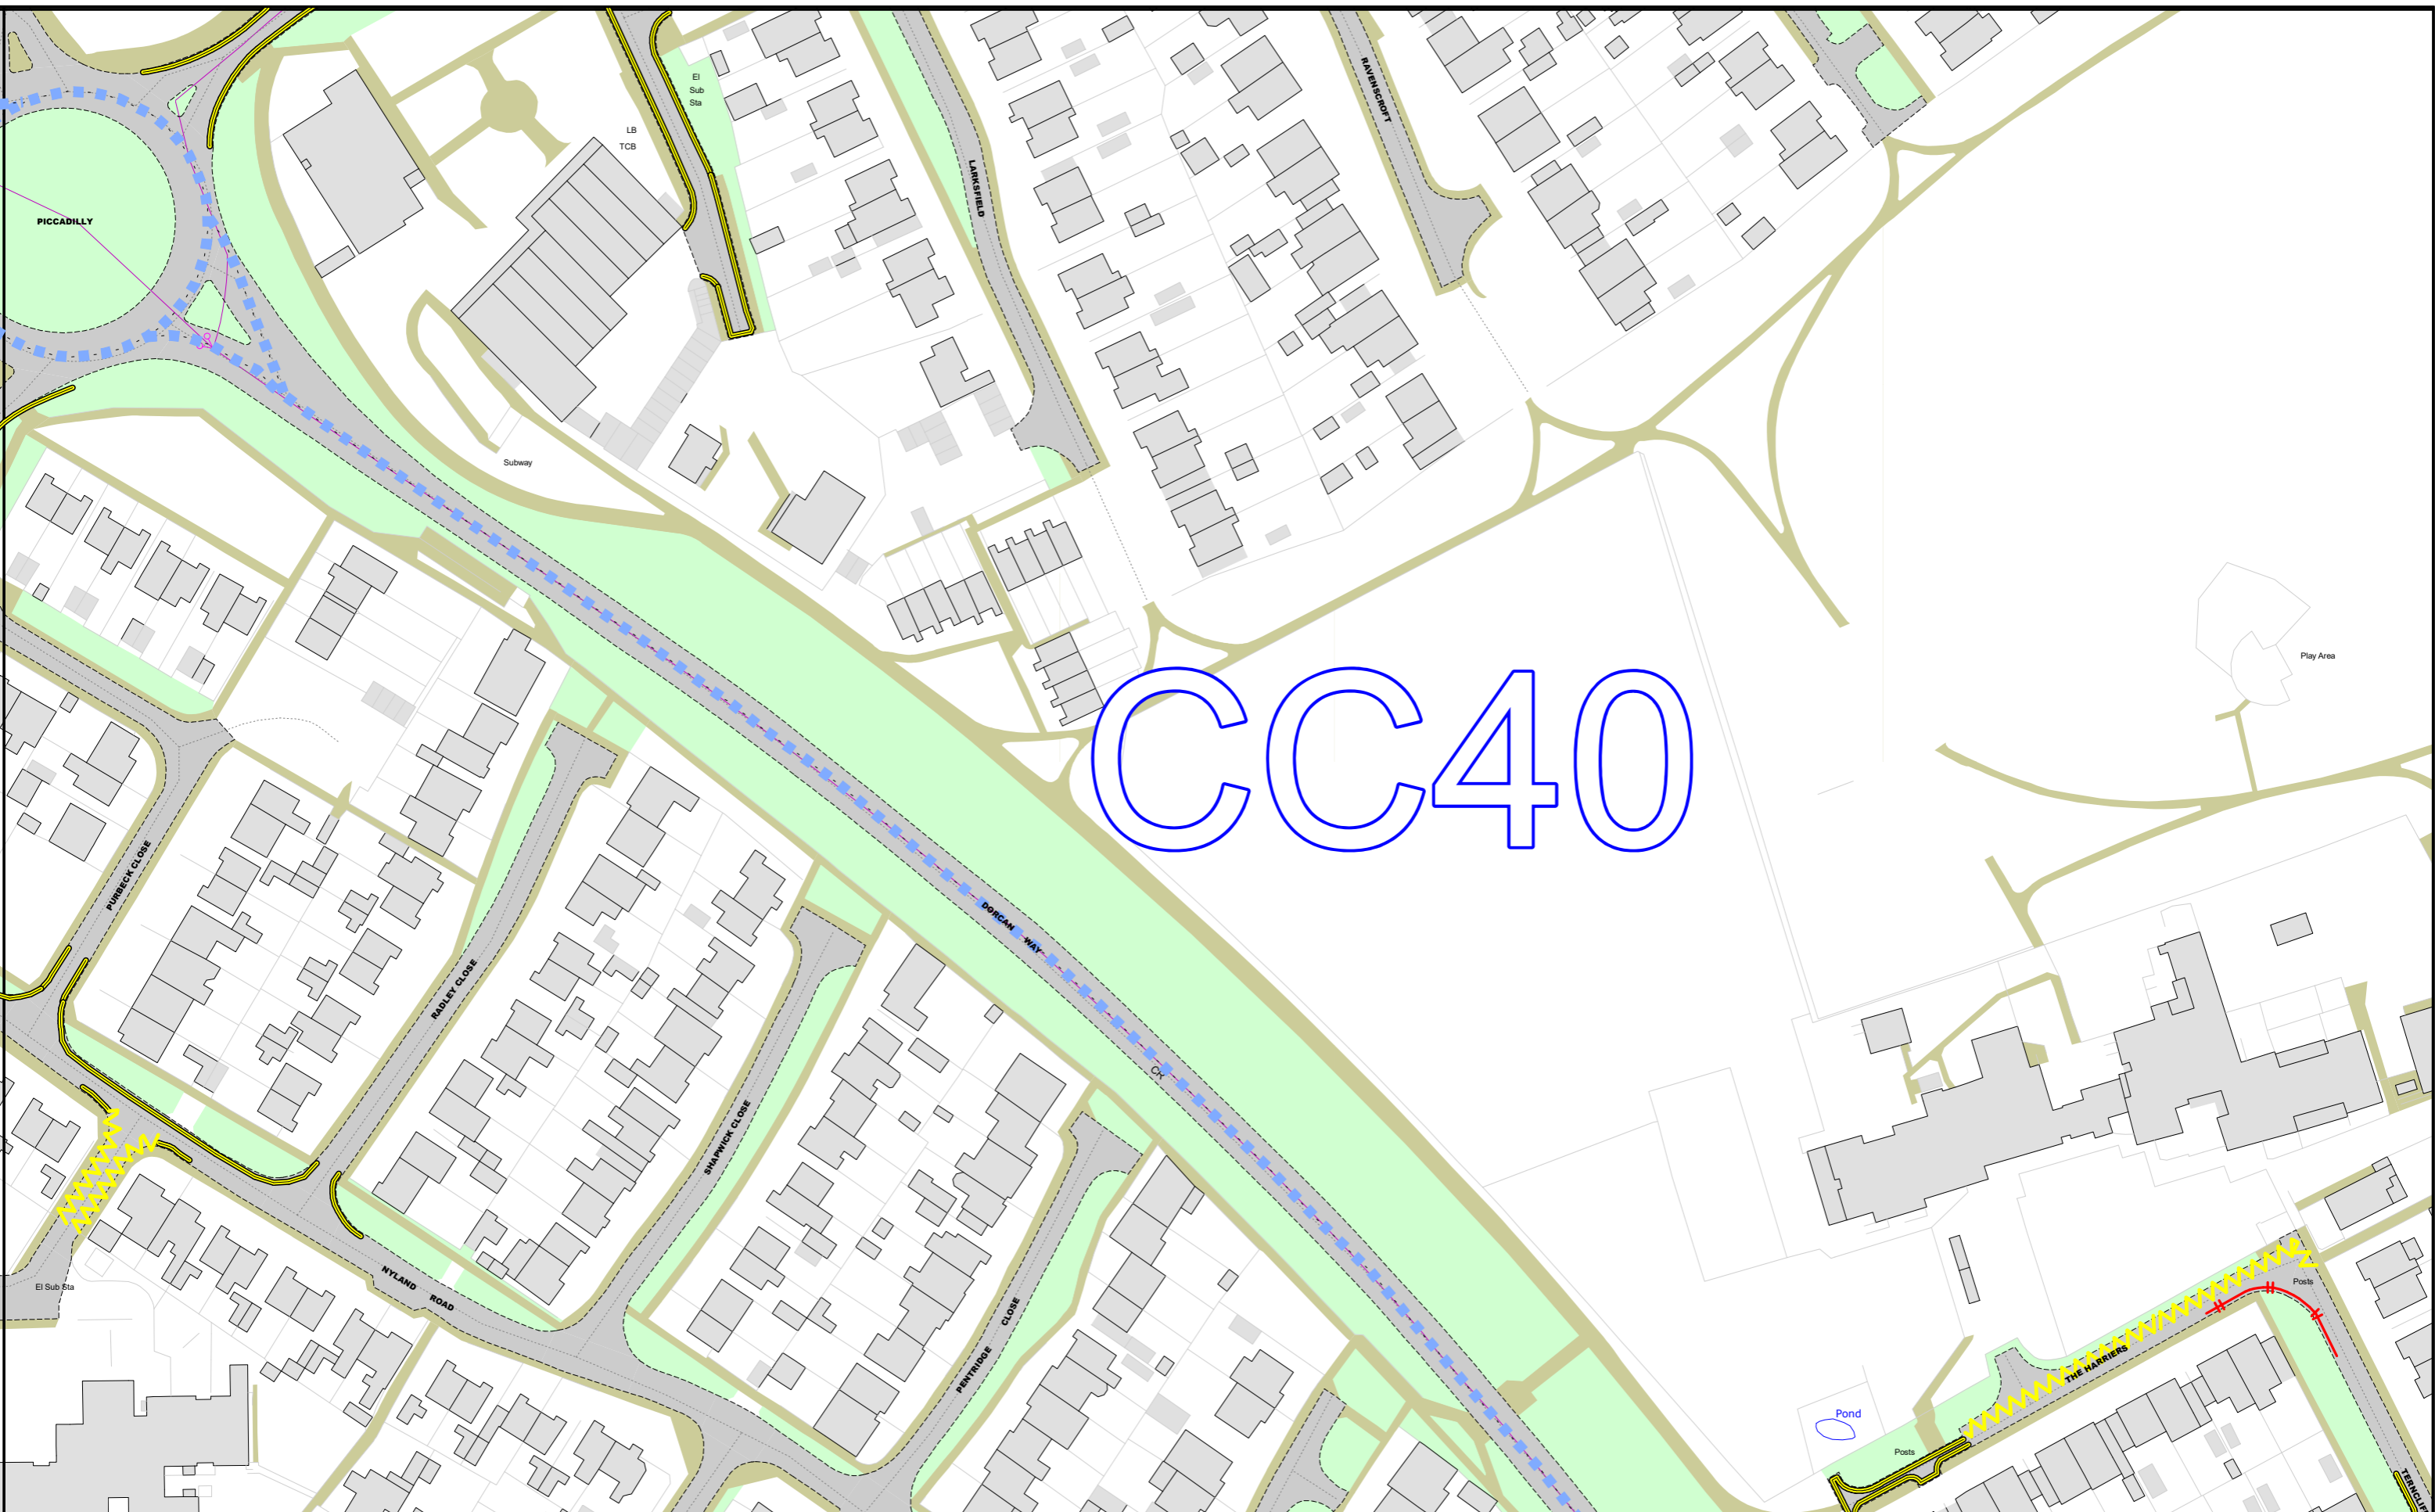 El
Sub
Sta
RAVENSCROFT
LB
TCB
LARKSFIELD
PICCADILLY
Subway
Play Area
CC40
PURBECK CLOSE
DORCAN WAY
RADLEY CLOSE
CR
SHAPWICK CLOSE
El Sub Sta
NYLAND ROAD
Posts
PENTRIDGE CLOSE
THE HARRIERS
Pond
Posts